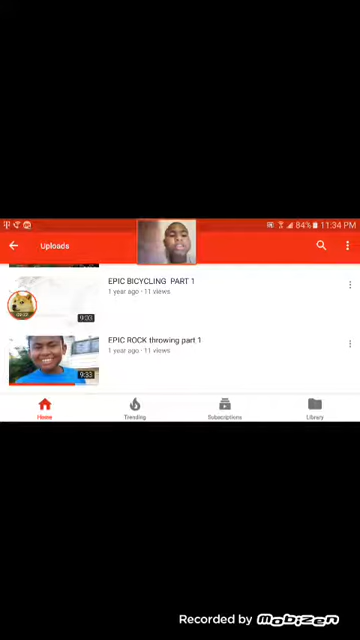 84% 11:34 PM
Uploads
EPIC BICYCLING PART 1
1 year ago · 11 views
9:03
EPIC ROCK throwing part 1
1 year ago · 11 views
9:33
Home Trending Subscriptions Library
Recorded by mobizen